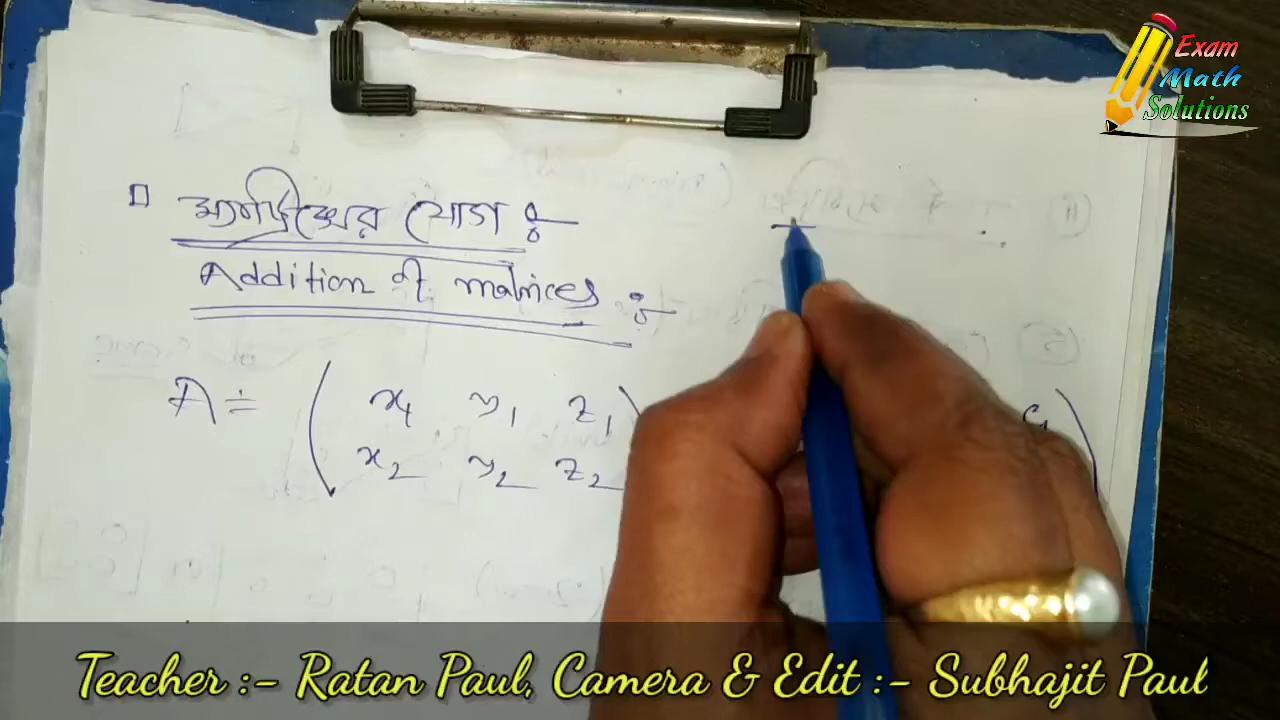 Exam
Math
Solutions
ম্যাট্রিক্সের যোগ ঃ-
Addition of matrices :-
A = ( x₁ y₁ z₁ )
x₂ y₂ z₂
Teacher :- Ratan Paul, Camera & Edit :- Subhajit Paul